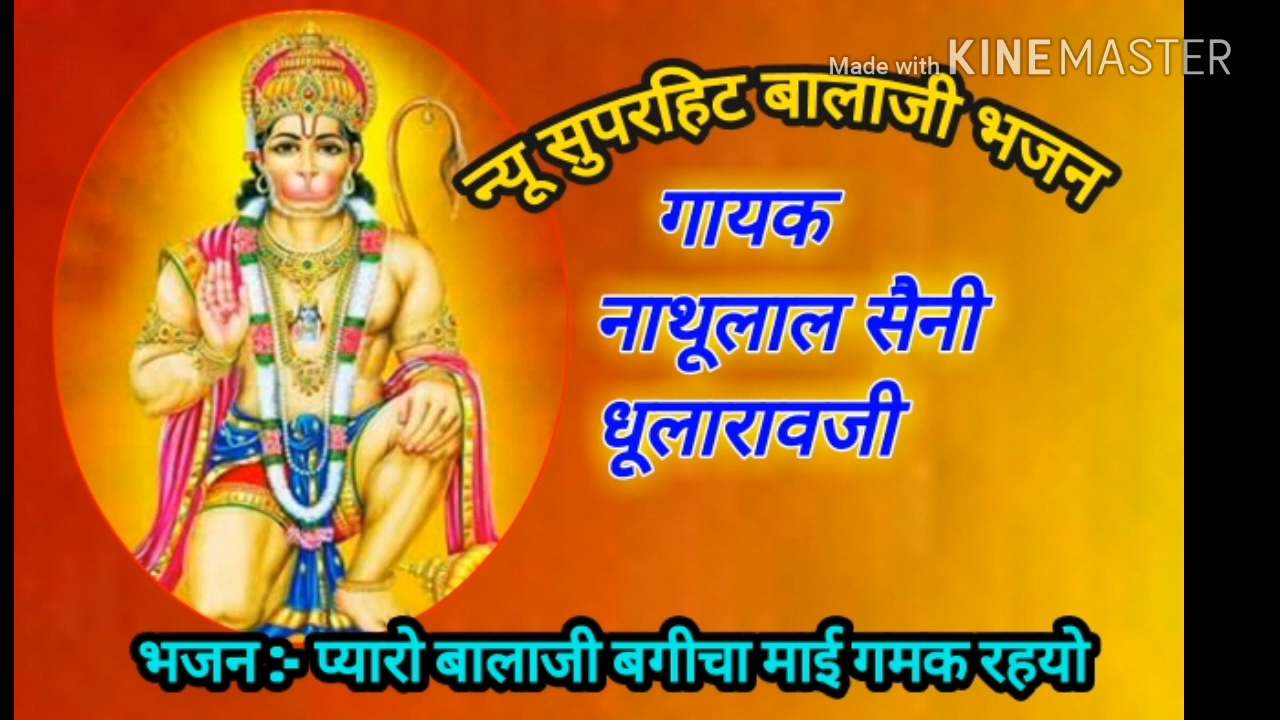 Made with KINEMASTER
न्यू सुपरहिट बालाजी भजन
गायक
नाथूलाल सैनी
धूलारावजी
भजन :- प्यारो बालाजी बगीचा माई गमक रहयो